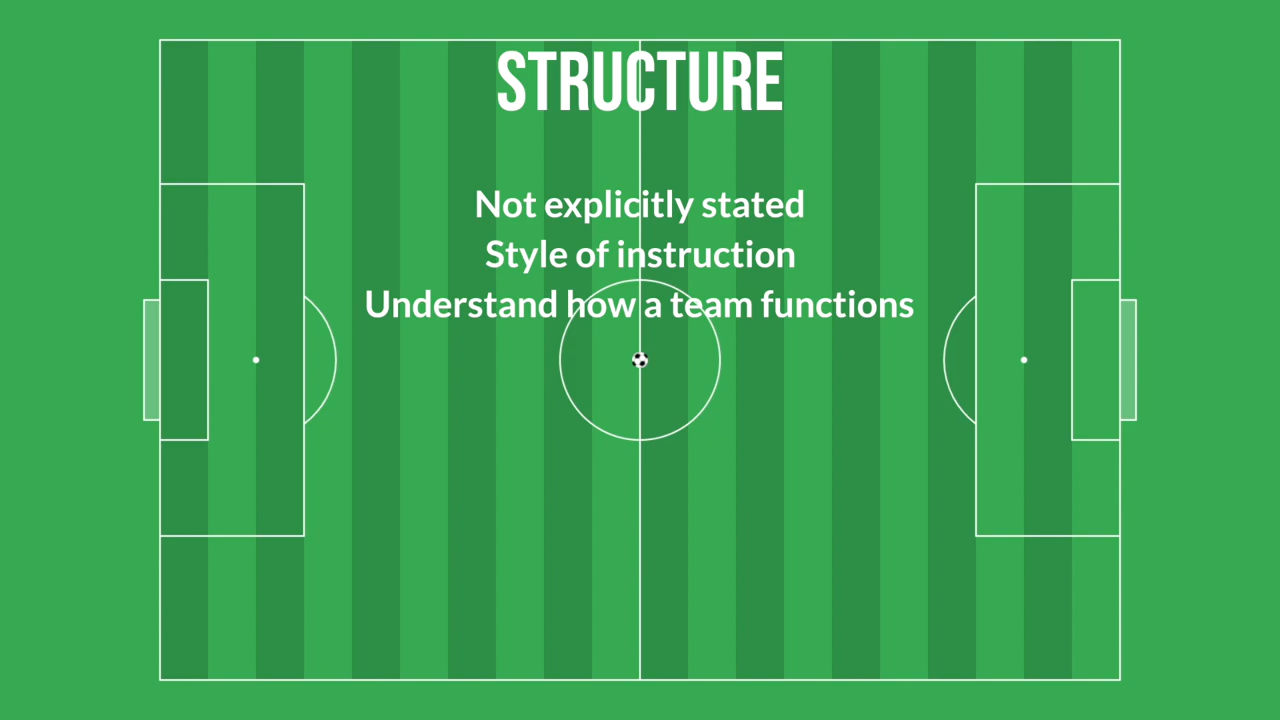 STRUCTURE
Not explicitly stated
Style of instruction
Understand how a team functions